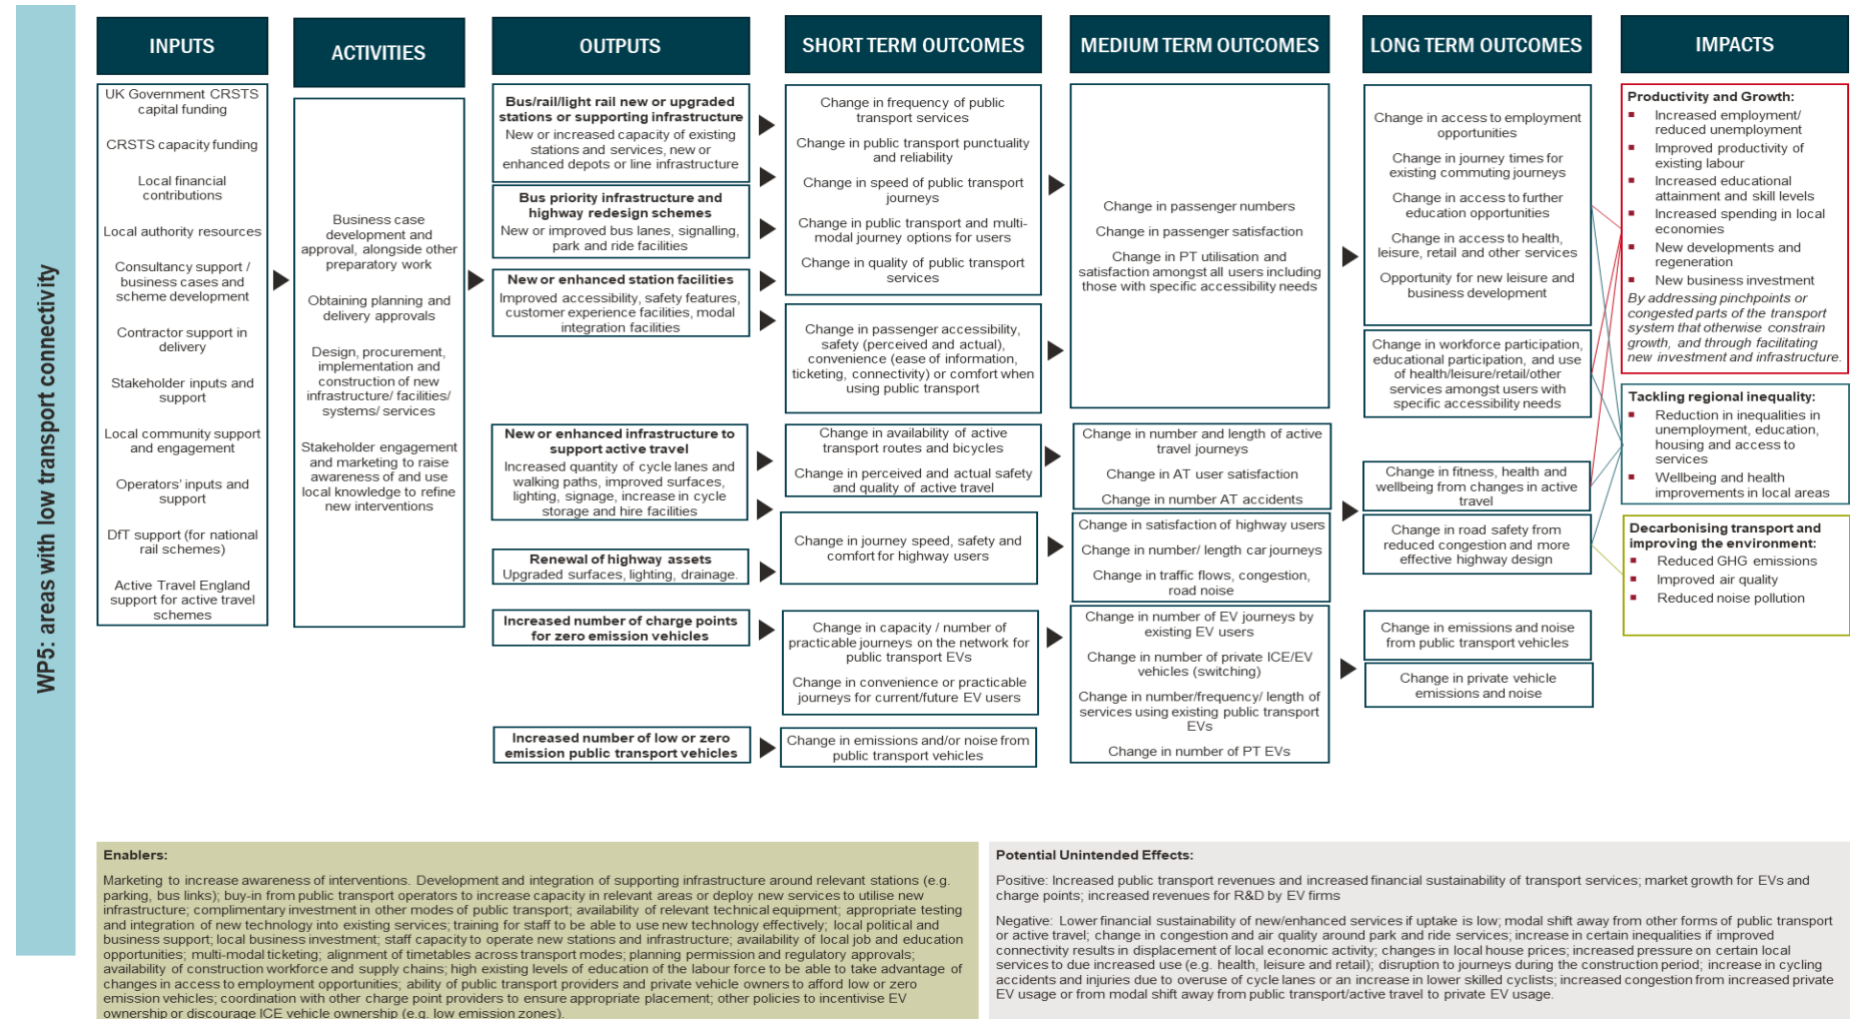 WP5: areas with low transport connectivity
INPUTS
UK Government CRSTS
capital funding
CRSTS capacity funding
Local financial
contributions
Local authority resources
Consultancy support /
business cases and
scheme development
Contractor support in
delivery
Stakeholder inputs and
support
Local community support
and engagement
Operators' inputs and
support
DfT support (for national
rail schemes)
Active Travel England
support for active travel
schemes
ACTIVITIES
Business case
development and
approval, alongside other
preparatory work
Obtaining planning and
delivery approvals
Design, procurement,
implementation and
construction of new
infrastructure/ facilities/
systems/ services
Stakeholder engagement
and marketing to raise
awareness of and use
local knowledge to refine
new interventions
OUTPUTS
Bus/rail/light rail new or upgraded
stations or supporting infrastructure
New or increased capacity of existing
stations and services, new or
enhanced depots or line infrastructure
Bus priority infrastructure and
highway redesign schemes
New or improved bus lanes, signalling,
park and ride facilities
New or enhanced station facilities
Improved accessibility, safety features,
customer experience facilities, modal
integration facilities
New or enhanced infrastructure to
support active travel
Increased quantity of cycle lanes and
walking paths, improved surfaces,
lighting, signage, increase in cycle
storage and hire facilities
Renewal of highway assets
Upgraded surfaces, lighting, drainage.
Increased number of charge points
for zero emission vehicles
Increased number of low or zero
emission public transport vehicles
SHORT TERM OUTCOMES
Change in frequency of public
transport services
Change in public transport punctuality
and reliability
Change in speed of public transport
journeys
Change in public transport and multi-
modal journey options for users
Change in quality of public transport
services
Change in passenger accessibility,
safety (perceived and actual),
convenience (ease of information,
ticketing, connectivity) or comfort when
using public transport
Change in availability of active
transport routes and bicycles
Change in perceived and actual safety
and quality of active travel
Change in journey speed, safety and
comfort for highway users
Change in capacity / number of
practicable journeys on the network for
public transport EVs
Change in convenience or practicable
journeys for current/future EV users
Change in emissions and/or noise from
public transport vehicles
MEDIUM TERM OUTCOMES
Change in passenger numbers
Change in passenger satisfaction
Change in PT utilisation and
satisfaction amongst all users including
those with specific accessibility needs
Change in number and length of active
travel journeys
Change in AT user satisfaction
Change in number AT accidents
Change in satisfaction of highway users
Change in number/ length car journeys
Change in traffic flows, congestion,
road noise
Change in number of EV journeys by
existing EV users
Change in number of private ICE/EV
vehicles (switching)
Change in number/frequency/ length of
services using existing public transport
EVs
Change in number of PT EVs
LONG TERM OUTCOMES
Change in access to employment
opportunities
Change in journey times for
existing commuting journeys
Change in access to further
education opportunities
Change in access to health,
leisure, retail and other services
Opportunity for new leisure and
business development
Change in workforce participation,
educational participation, and use
of health/leisure/retail/other
services amongst users with
specific accessibility needs
Change in fitness, health and
wellbeing from changes in active
travel
Change in road safety from
reduced congestion and more
effective highway design
Change in emissions and noise
from public transport vehicles
Change in private vehicle
emissions and noise
IMPACTS
Productivity and Growth:
Increased employment/
reduced unemployment
Improved productivity of
existing labour
Increased educational
attainment and skill levels
Increased spending in local
economies
New developments and
regeneration
New business investment
By addressing pinchpoints or
congested parts of the transport
system that otherwise constrain
growth, and through facilitating
new investment and infrastructure.
Tackling regional inequality:
Reduction in inequalities in
unemployment, education,
housing and access to
services
Wellbeing and health
improvements in local areas
Decarbonising transport and
improving the environment:
Reduced GHG emissions
Improved air quality
Reduced noise pollution
Enablers:
Marketing to increase awareness of interventions. Development and integration of supporting infrastructure around relevant stations (e.g.
parking, bus links); buy-in from public transport operators to increase capacity in relevant areas or deploy new services to utilise new
infrastructure; complimentary investment in other modes of public transport; availability of relevant technical equipment; appropriate testing
and integration of new technology into existing services; training for staff to be able to use new technology effectively; local political and
business support; local business investment; staff capacity to operate new stations and infrastructure; availability of local job and education
opportunities; multi-modal ticketing; alignment of timetables across transport modes; planning permission and regulatory approvals;
availability of construction workforce and supply chains; high existing levels of education of the labour force to be able to take advantage of
changes in access to employment opportunities; ability of public transport providers and private vehicle owners to afford low or zero
emission vehicles; coordination with other charge point providers to ensure appropriate placement; other policies to incentivise EV
ownership or discourage ICE vehicle ownership (e.g. low emission zones).
Potential Unintended Effects:
Positive: Increased public transport revenues and increased financial sustainability of transport services; market growth for EVs and
charge points; increased revenues for R&D by EV firms
Negative: Lower financial sustainability of new/enhanced services if uptake is low; modal shift away from other forms of public transport
or active travel; change in congestion and air quality around park and ride services; increase in certain inequalities if improved
connectivity results in displacement of local economic activity; changes in local house prices; increased pressure on certain local
services to due increased use (e.g. health, leisure and retail); disruption to journeys during the construction period; increase in cycling
accidents and injuries due to overuse of cycle lanes or an increase in lower skilled cyclists; increased congestion from increased private
EV usage or from modal shift away from public transport/active travel to private EV usage.